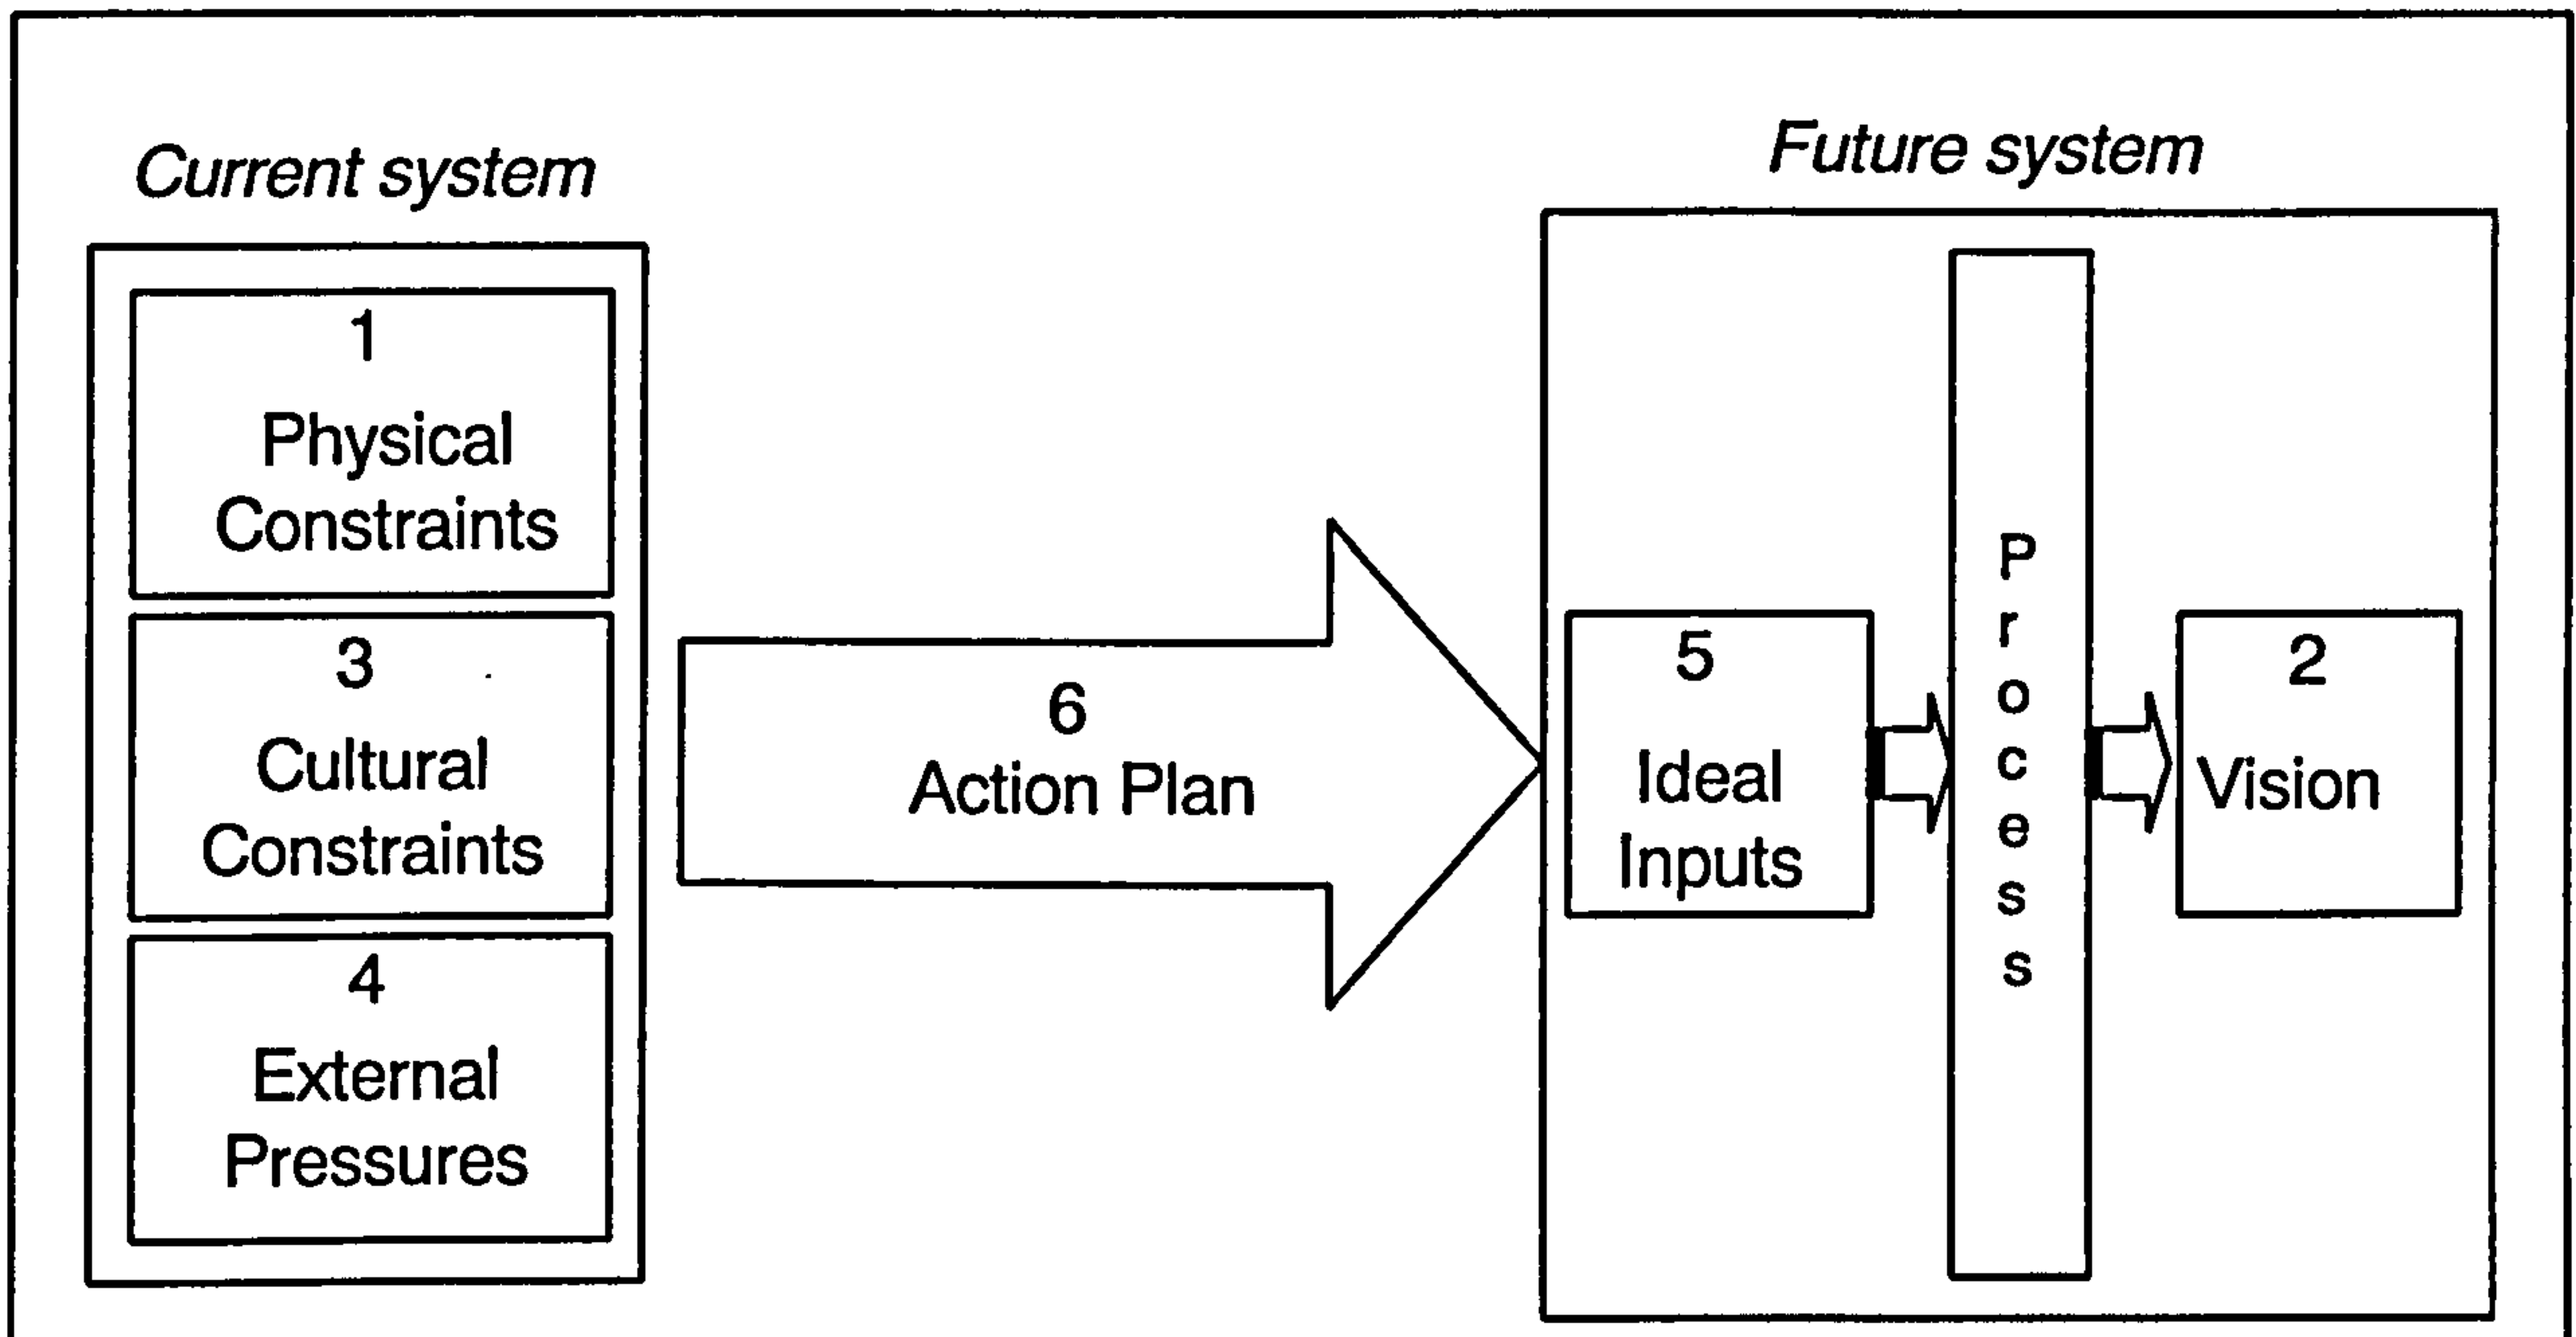 Current system
1
Physical
Constraints
3
Cultural
Constraints
4
External
Pressures
6
Action Plan
Future system
5
Ideal
Inputs
Process
2
Vision